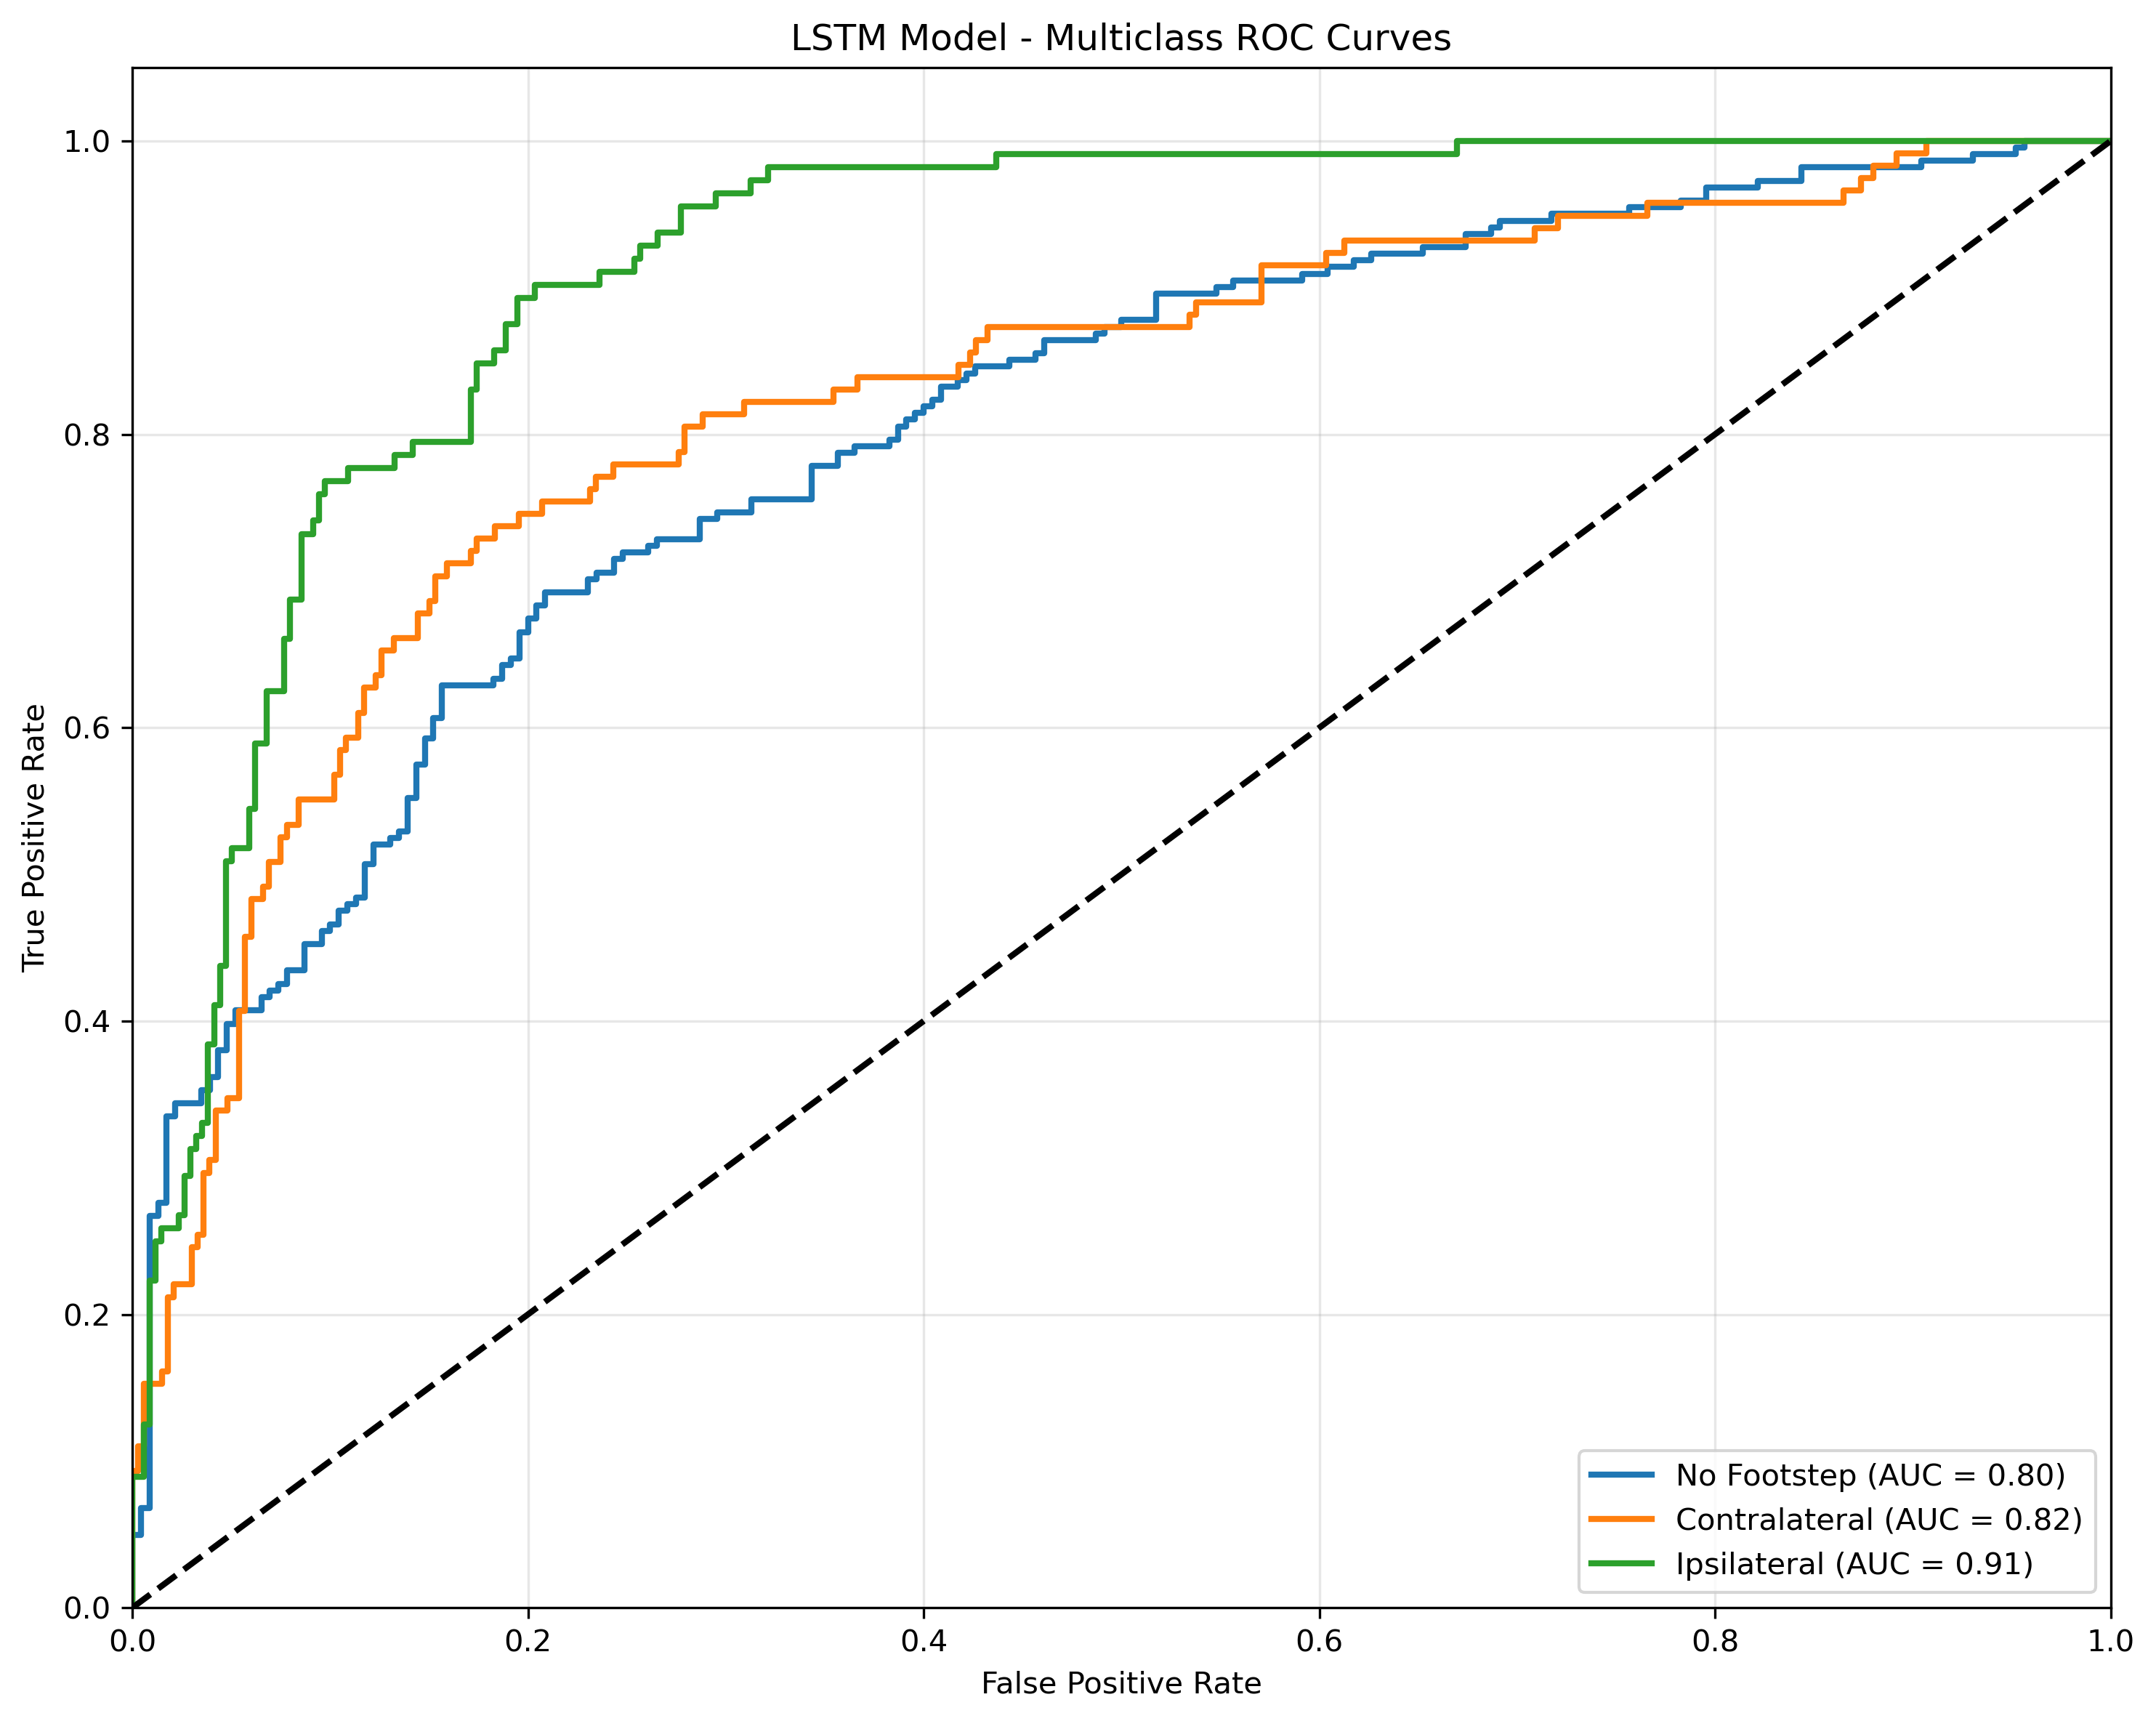 LSTM Model - Multiclass ROC Curves
1.0
0.8
0.6
0.4
0.2
0.0
True Positive Rate
0.0 0.2 0.4 0.6 0.8 1.0
False Positive Rate
No Footstep (AUC = 0.80)
Contralateral (AUC = 0.82)
Ipsilateral (AUC = 0.91)